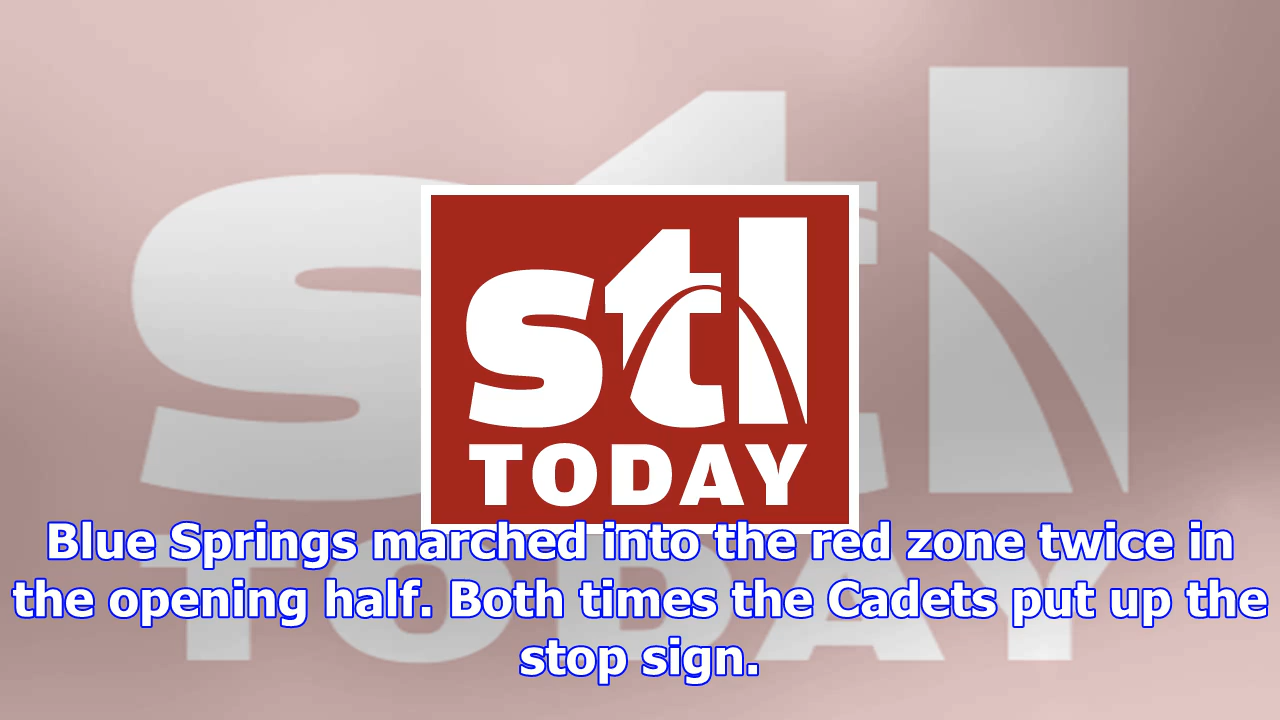 stl
TODAY
Blue Springs marched into the red zone twice in
the opening half. Both times the Cadets put up the
stop sign.